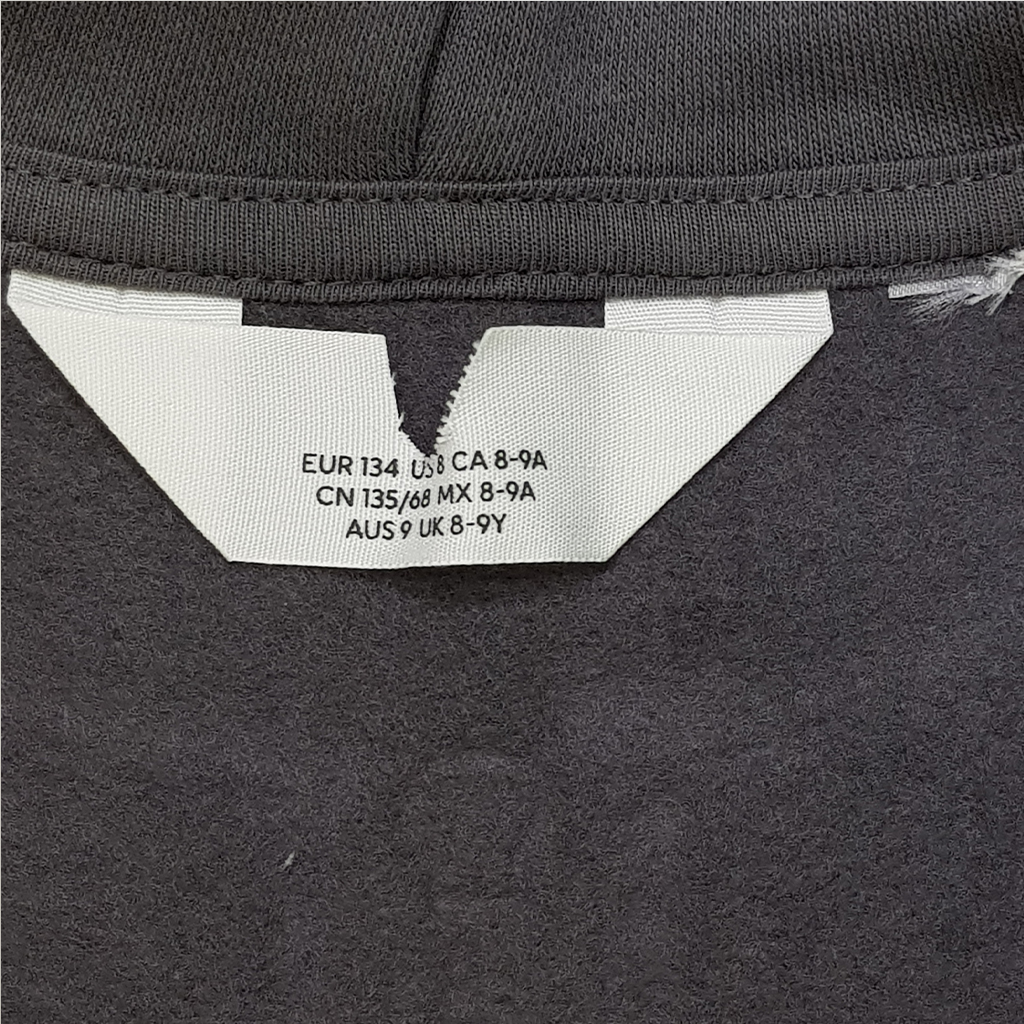 EUR 134 US 8 CA 8-9A
CN 135/68 MX 8-9A
AUS 9 UK 8-9Y